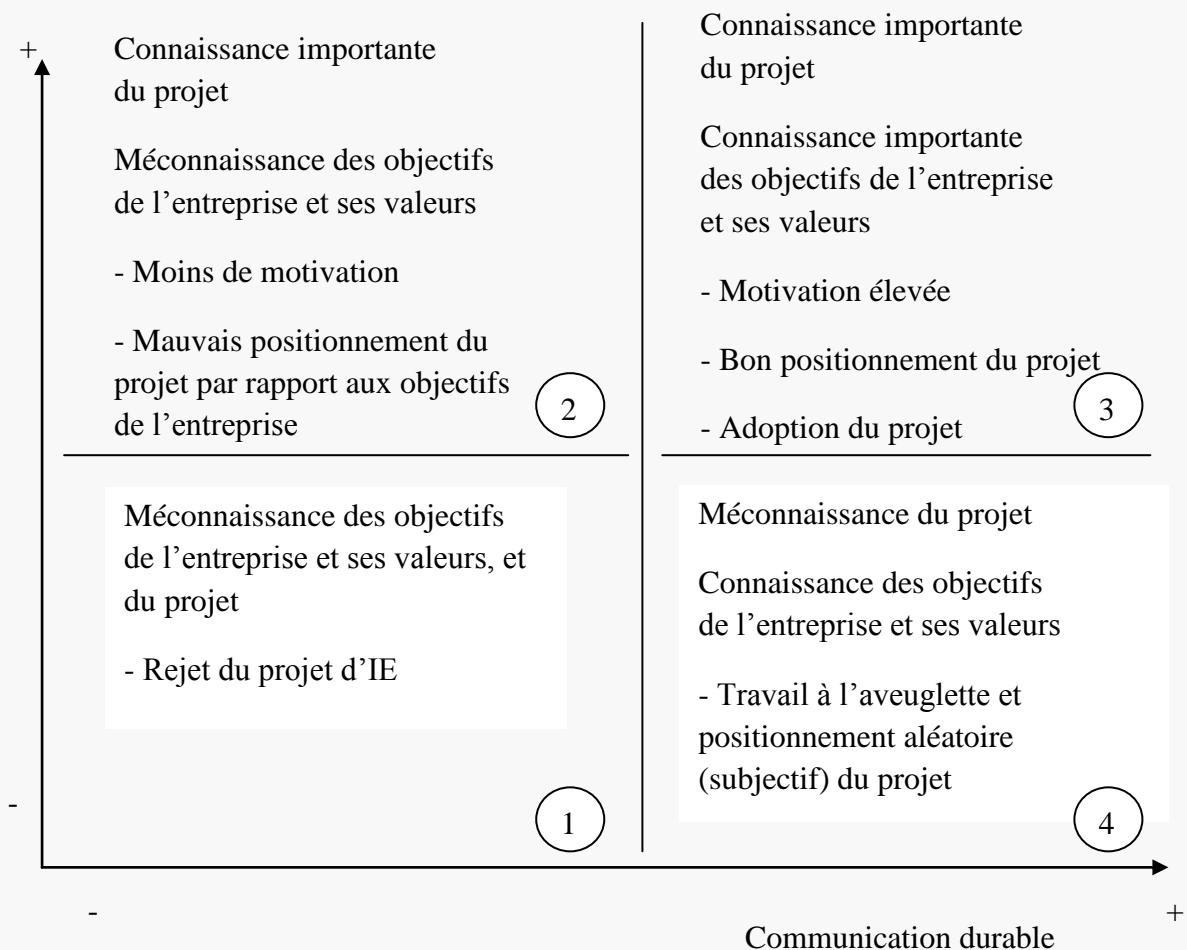 +
Connaissance importante
du projet
Méconnaissance des objectifs
de l’entreprise et ses valeurs
- Moins de motivation
- Mauvais positionnement du
projet par rapport aux objectifs
de l’entreprise
2
Connaissance importante
du projet
Connaissance importante
des objectifs de l’entreprise
et ses valeurs
- Motivation élevée
- Bon positionnement du projet
- Adoption du projet
3
Méconnaissance des objectifs
de l’entreprise et ses valeurs, et
du projet
- Rejet du projet d’IE
1
Méconnaissance du projet
Connaissance des objectifs
de l’entreprise et ses valeurs
- Travail à l’aveuglette et
positionnement aléatoire
(subjectif) du projet
4
-
-
+
Communication durable